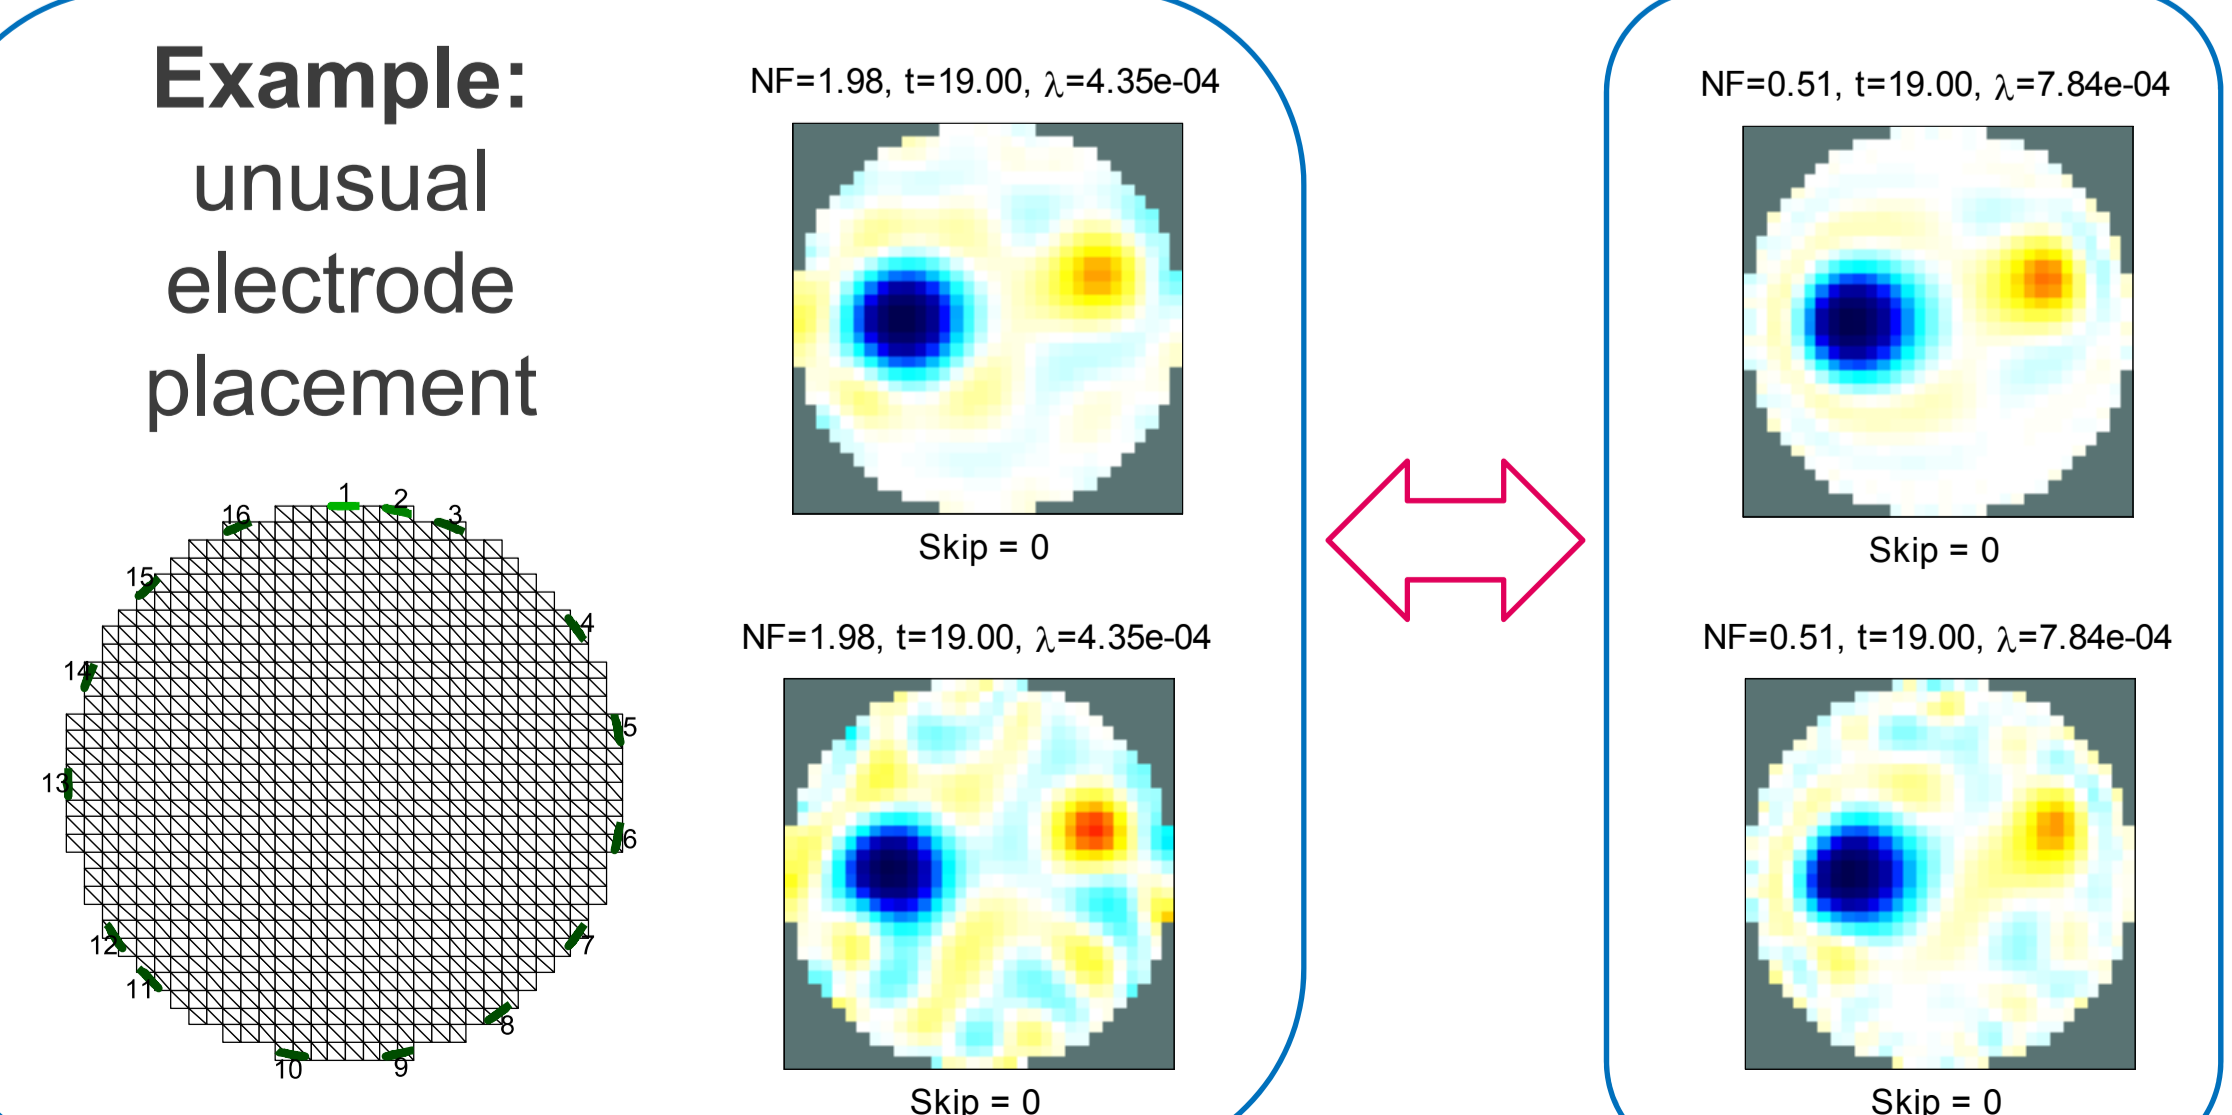 Example:
unusual
electrode
placement
1
2
3
4
5
6
7
8
9
10
11
12
13
14
15
16
NF=1.98, t=19.00, λ=4.35e-04
Skip = 0
NF=1.98, t=19.00, λ=4.35e-04
Skip = 0
NF=0.51, t=19.00, λ=7.84e-04
Skip = 0
NF=0.51, t=19.00, λ=7.84e-04
Skip = 0